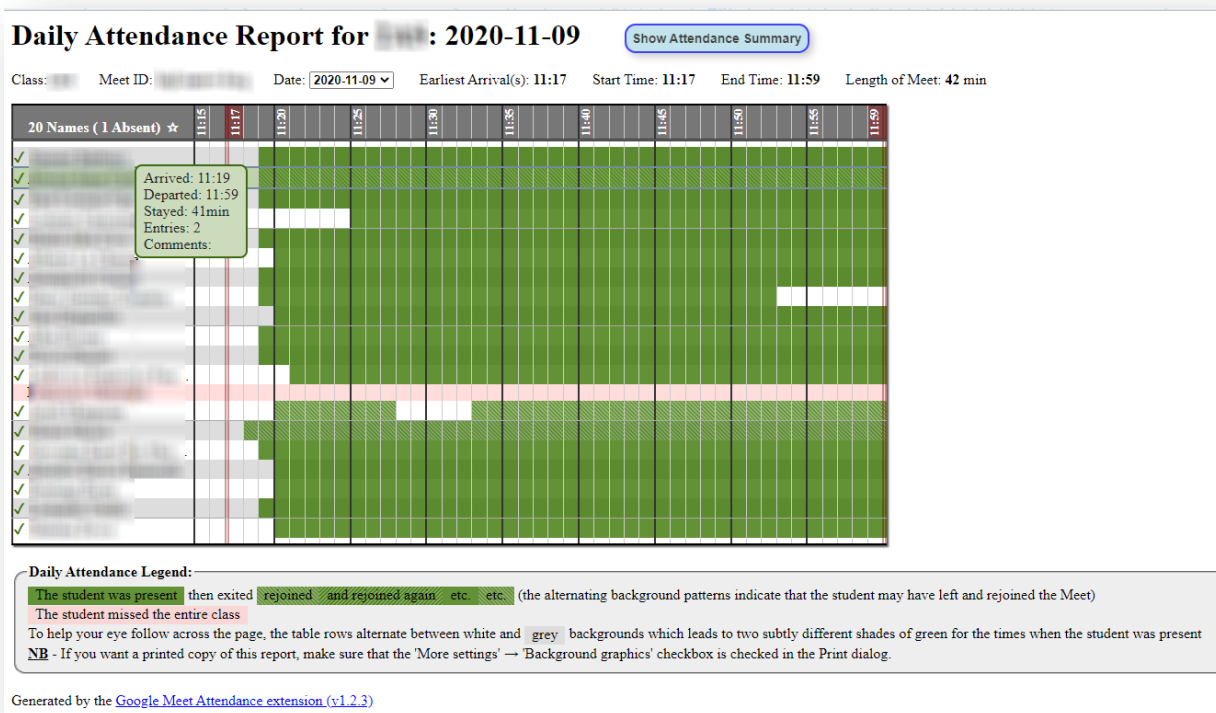 Daily Attendance Report for : 2020-11-09
Show Attendance Summary
Class: Meet ID: Date: 2020-11-09 Earliest Arrival(s): 11:17 Start Time: 11:17 End Time: 11:59 Length of Meet: 42 min
20 Names ( 1 Absent) ☆ 11:15 11:17 11:20 11:25 11:30 11:35 11:40 11:45 11:50 11:55 11:59
Arrived: 11:19
Departed: 11:59
Stayed: 41min
Entries: 2
Comments:
Daily Attendance Legend:
The student was present then exited rejoined and rejoined again etc. etc. (the alternating background patterns indicate that the student may have left and rejoined the Meet)
The student missed the entire class
To help your eye follow across the page, the table rows alternate between white and grey backgrounds which leads to two subtly different shades of green for the times when the student was present
NB - If you want a printed copy of this report, make sure that the 'More settings' → 'Background graphics' checkbox is checked in the Print dialog.
Generated by the Google Meet Attendance extension (v1.2.3)